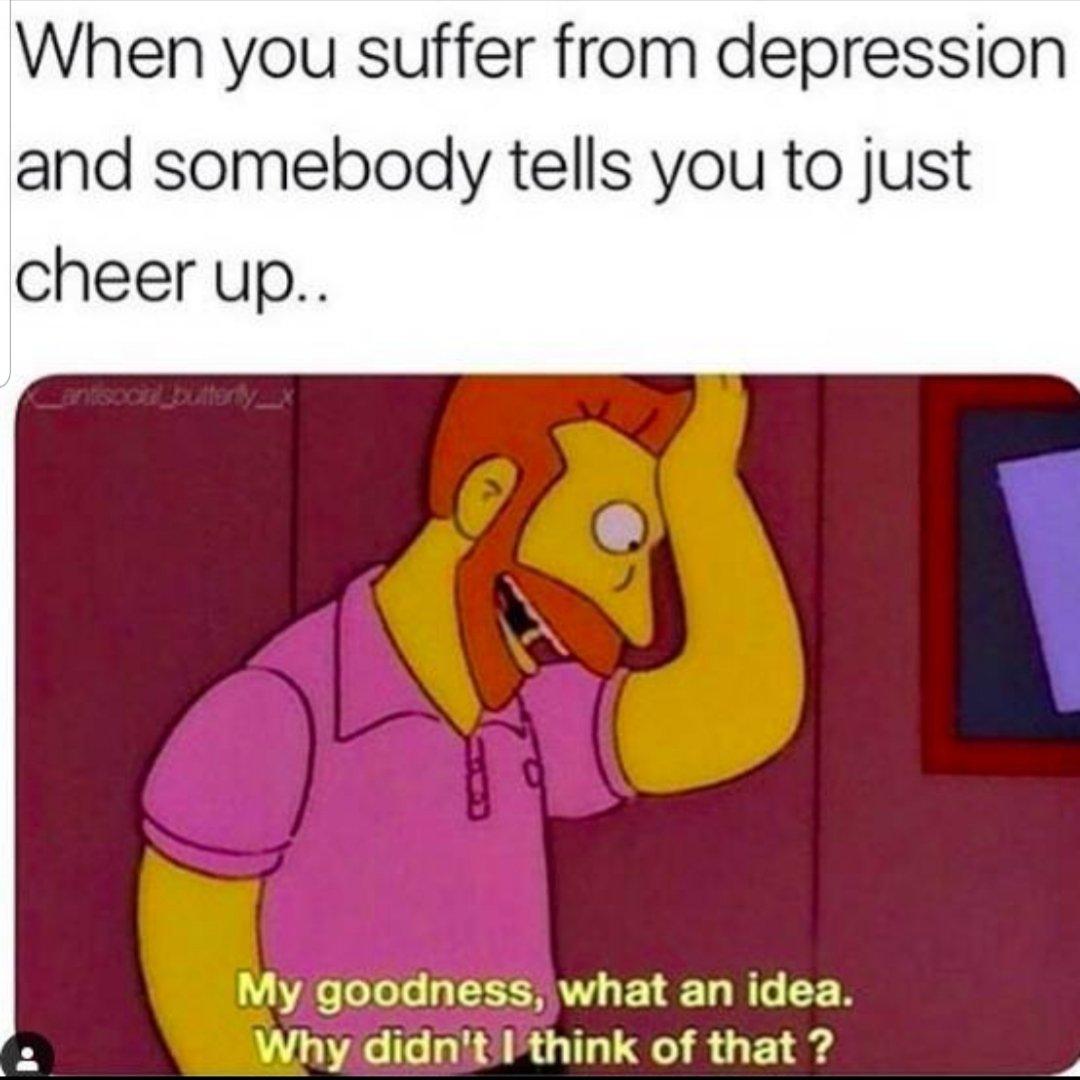 When you suffer from depression
and somebody tells you to just
cheer up..
x__antisocial_butterfly__x
My goodness, what an idea.
Why didn't I think of that ?